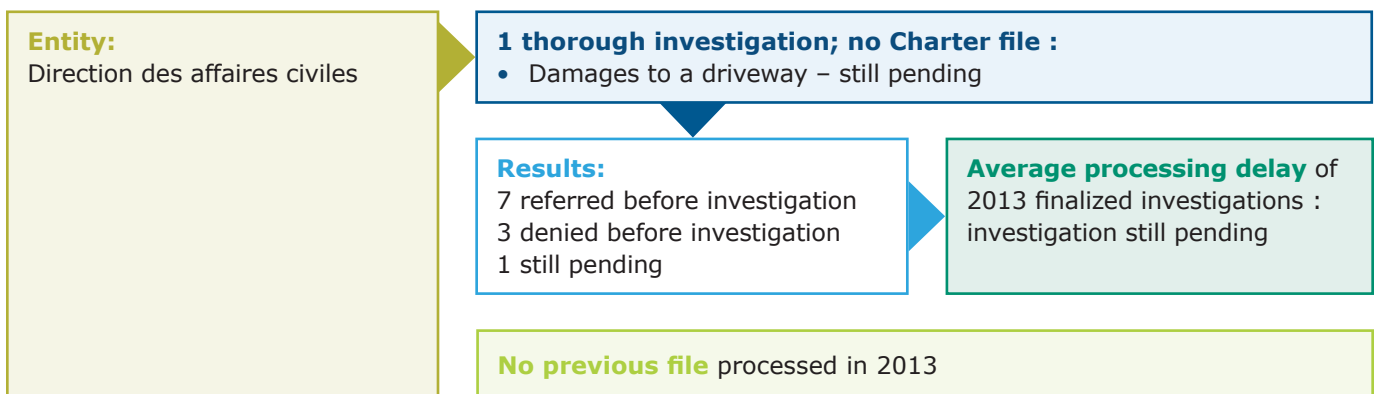 Entity:
Direction des affaires civiles
1 thorough investigation; no Charter file :
• Damages to a driveway – still pending
Results:
7 referred before investigation
3 denied before investigation
1 still pending
Average processing delay of
2013 finalized investigations :
investigation still pending
No previous file processed in 2013